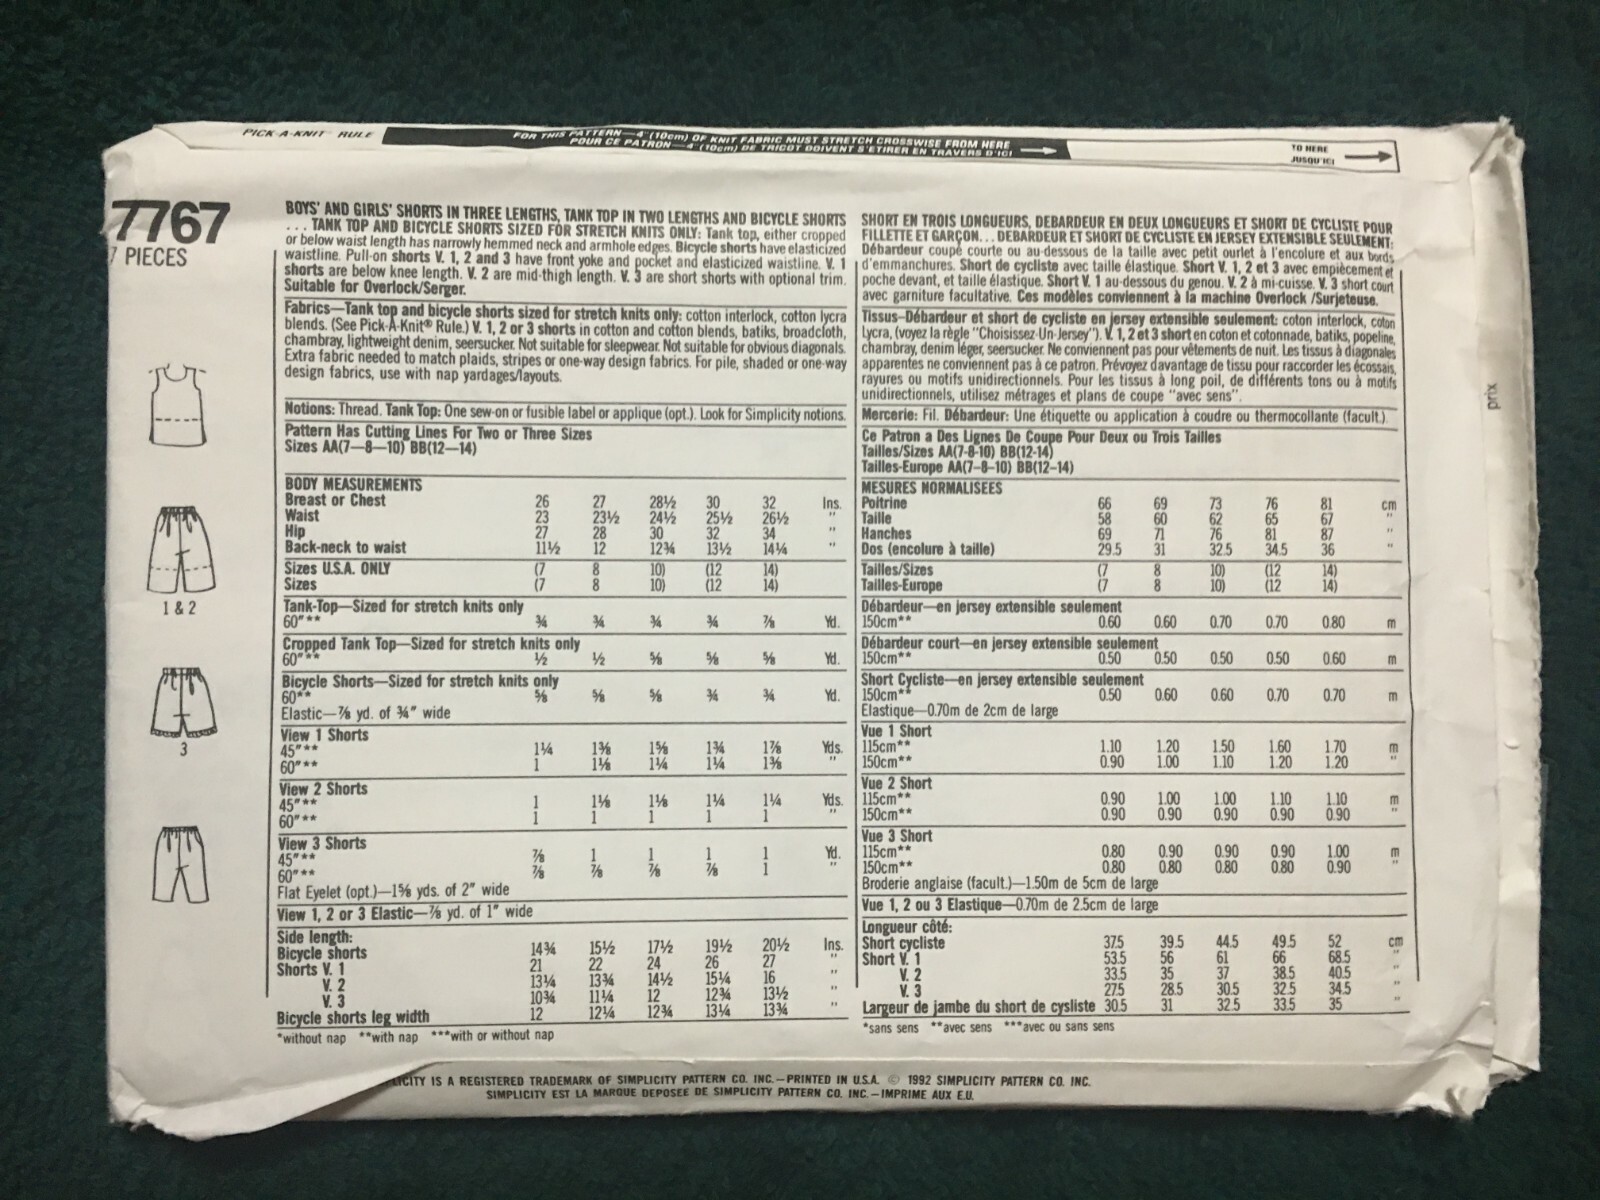 PICK-A-KNIT RULE
FOR THIS PATTERN—4" (10cm) OF KNIT FABRIC MUST STRETCH CROSSWISE FROM HERE
POUR CE PATRON—4" (10cm) DE TRICOT DOIVENT S'ETIRER EN TRAVERS D'ICI
TO HERE
JUSQU'ICI
7767
7 PIECES
1 & 2
3
BOYS' AND GIRLS' SHORTS IN THREE LENGTHS, TANK TOP IN TWO LENGTHS AND BICYCLE SHORTS
... TANK TOP AND BICYCLE SHORTS SIZED FOR STRETCH KNITS ONLY: Tank top, either cropped
or below waist length has narrowly hemmed neck and armhole edges. Bicycle shorts have elasticized
waistline. Pull-on shorts V. 1, 2 and 3 have front yoke and pocket and elasticized waistline. V. 1
shorts are below knee length. V. 2 are mid-thigh length. V. 3 are short shorts with optional trim.
Suitable for Overlock/Serger.
Fabrics—Tank top and bicycle shorts sized for stretch knits only: cotton interlock, cotton lycra
blends. (See Pick-A-Knit® Rule.) V. 1, 2 or 3 shorts in cotton and cotton blends, batiks, broadcloth,
chambray, lightweight denim, seersucker. Not suitable for sleepwear. Not suitable for obvious diagonals.
Extra fabric needed to match plaids, stripes or one-way design fabrics. For pile, shaded or one-way
design fabrics, use with nap yardages/layouts.
Notions: Thread. Tank Top: One sew-on or fusible label or applique (opt.). Look for Simplicity notions.
Pattern Has Cutting Lines For Two or Three Sizes
Sizes AA(7—8—10) BB(12—14)
BODY MEASUREMENTS
Breast or Chest 26 27 28½ 30 32 Ins.
Waist 23 23½ 24½ 25½ 26½ "
Hip 27 28 30 32 34 "
Back-neck to waist 11½ 12 12¾ 13½ 14¼ "
Sizes U.S.A. ONLY (7 8 10) (12 14)
Sizes (7 8 10) (12 14)
Tank-Top—Sized for stretch knits only
60"** ¾ ¾ ¾ ¾ ⅞ Yd.
Cropped Tank Top—Sized for stretch knits only
60"** ½ ½ ⅝ ⅝ ⅝ Yd.
Bicycle Shorts—Sized for stretch knits only
60** ⅝ ⅝ ⅝ ¾ ¾ Yd.
Elastic—⅞ yd. of ¾" wide
View 1 Shorts
45"** 1¼ 1⅜ 1⅝ 1¾ 1⅞ Yds.
60"** 1 1⅛ 1¼ 1¼ 1⅜ "
View 2 Shorts
45"** 1 1⅛ 1⅛ 1¼ 1¼ Yds.
60"** 1 1 1 1 1 "
View 3 Shorts
45"** ⅞ 1 1 1 1 Yd.
60"** ⅞ ⅞ ⅞ ⅞ 1 "
Flat Eyelet (opt.)—1⅝ yds. of 2" wide
View 1, 2 or 3 Elastic—⅞ yd. of 1" wide
Side length:
Bicycle shorts 14¾ 15½ 17½ 19½ 20½ Ins.
Shorts V. 1 21 22 24 26 27 "
V. 2 13¼ 13¾ 14½ 15¼ 16 "
V. 3 10¾ 11¼ 12 12¾ 13½ "
Bicycle shorts leg width 12 12¼ 12¾ 13¼ 13¾ "
*without nap **with nap ***with or without nap
SHORT EN TROIS LONGUEURS, DEBARDEUR EN DEUX LONGUEURS ET SHORT DE CYCLISTE POUR
FILLETTE ET GARÇON... DEBARDEUR ET SHORT DE CYCLISTE EN JERSEY EXTENSIBLE SEULEMENT:
Débardeur coupé courte ou au-dessous de la taille avec petit ourlet à l'encolure et aux bords
d'emmanchures. Short de cycliste avec taille élastique. Short V. 1, 2 et 3 avec empiècement et
poche devant, et taille élastique. Short V. 1 au-dessous du genou. V. 2 à mi-cuisse. V. 3 short court
avec garniture facultative. Ces modèles conviennent à la machine Overlock /Surjeteuse.
Tissus—Débardeur et short de cycliste en jersey extensible seulement: coton interlock, coton
Lycra, (voyez la règle "Choisissez-Un-Jersey"). V. 1, 2 et 3 short en coton et cotonnade, batiks, popeline,
chambray, denim léger, seersucker. Ne conviennent pas pour vêtements de nuit. Les tissus à diagonales
apparentes ne conviennent pas à ce patron. Prévoyez davantage de tissu pour raccorder les écossais,
rayures ou motifs unidirectionnels. Pour les tissus à long poil, de différents tons ou à motifs
unidirectionnels, utilisez métrages et plans de coupe "avec sens".
Mercerie: Fil. Débardeur: Une étiquette ou application à coudre ou thermocollante (facult.).
Ce Patron a Des Lignes De Coupe Pour Deux ou Trois Tailles
Tailles/Sizes AA(7-8-10) BB(12-14)
Tailles-Europe AA(7—8—10) BB(12—14)
MESURES NORMALISEES
Poitrine 66 69 73 76 81 cm
Taille 58 60 62 65 67 "
Hanches 69 71 76 81 87 "
Dos (encolure à taille) 29.5 31 32.5 34.5 36 "
Tailles/Sizes (7 8 10) (12 14)
Tailles-Europe (7 8 10) (12 14)
Débardeur—en jersey extensible seulement
150cm** 0.60 0.60 0.70 0.70 0.80 m
Débardeur court—en jersey extensible seulement
150cm** 0.50 0.50 0.50 0.50 0.60 m
Short Cycliste—en jersey extensible seulement
150cm** 0.50 0.60 0.60 0.70 0.70 m
Elastique—0.70m de 2cm de large
Vue 1 Short
115cm** 1.10 1.20 1.50 1.60 1.70 m
150cm** 0.90 1.00 1.10 1.20 1.20 "
Vue 2 Short
115cm** 0.90 1.00 1.00 1.10 1.10 m
150cm** 0.90 0.90 0.90 0.90 0.90 "
Vue 3 Short
115cm** 0.80 0.90 0.90 0.90 1.00 m
150cm** 0.80 0.80 0.80 0.80 0.90 "
Broderie anglaise (facult.)—1.50m de 5cm de large
Vue 1, 2 ou 3 Elastique—0.70m de 2.5cm de large
Longueur côté:
Short cycliste 37.5 39.5 44.5 49.5 52 cm
Short V. 1 53.5 56 61 66 68.5 "
V. 2 33.5 35 37 38.5 40.5 "
V. 3 27.5 28.5 30.5 32.5 34.5 "
Largeur de jambe du short de cycliste 30.5 31 32.5 33.5 35 "
*sans sens **avec sens ***avec ou sans sens
prix
LICITY IS A REGISTERED TRADEMARK OF SIMPLICITY PATTERN CO. INC.—PRINTED IN U.S.A. © 1992 SIMPLICITY PATTERN CO. INC.
SIMPLICITY EST LA MARQUE DEPOSEE DE SIMPLICITY PATTERN CO. INC.—IMPRIME AUX E.U.